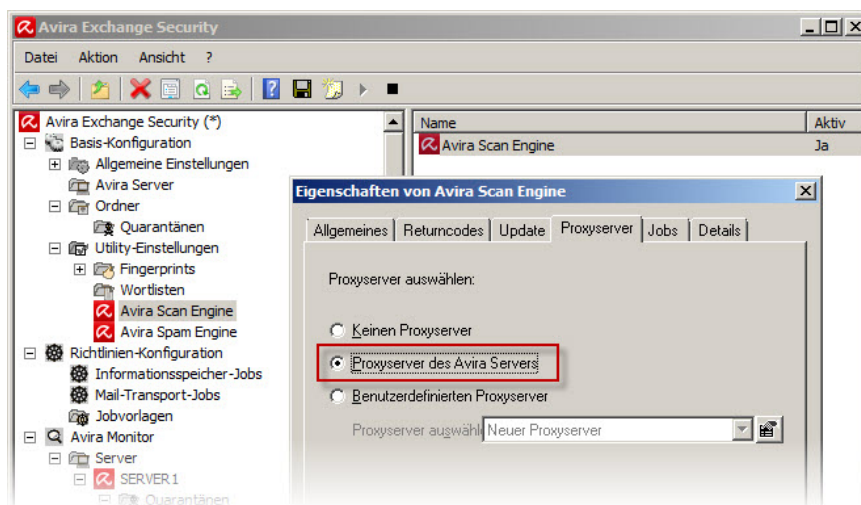 Avira Exchange Security
Datei Aktion Ansicht ?
Avira Exchange Security (*)
Basis-Konfiguration
Allgemeine Einstellungen
Avira Server
Ordner
Quarantänen
Utility-Einstellungen
Fingerprints
Wortlisten
Avira Scan Engine
Avira Spam Engine
Richtlinien-Konfiguration
Informationsspeicher-Jobs
Mail-Transport-Jobs
Jobvorlagen
Avira Monitor
Server
SERVER1
Quarantänen
Name Aktiv
Avira Scan Engine Ja
Eigenschaften von Avira Scan Engine
Allgemeines Returncodes Update Proxyserver Jobs Details
Proxyserver auswählen:
Keinen Proxyserver
Proxyserver des Avira Servers
Benutzerdefinierten Proxyserver
Proxyserver auswähl Neuer Proxyserver